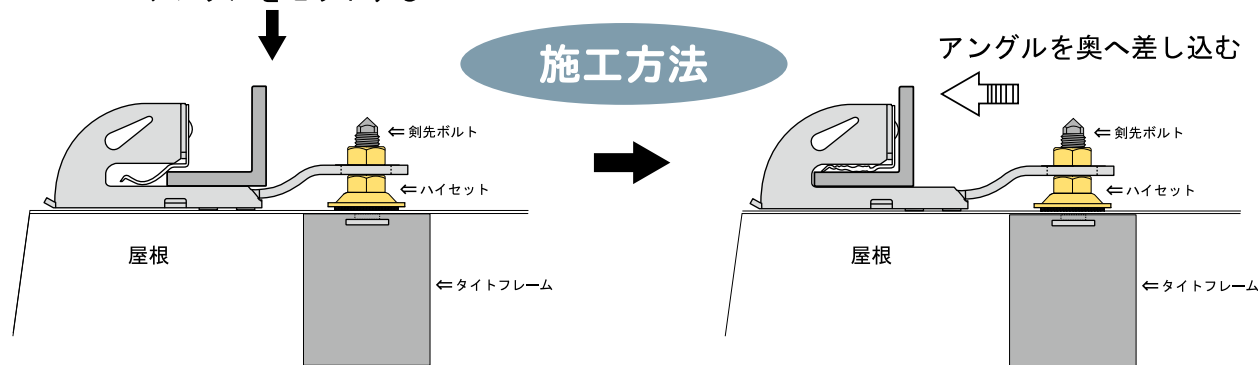 施工方法
アングルを奥へ差し込む
⇐剣先ボルト
⇐ハイセット
屋根
⇐タイトフレーム
⇐剣先ボルト
⇐ハイセット
屋根
⇐タイトフレーム